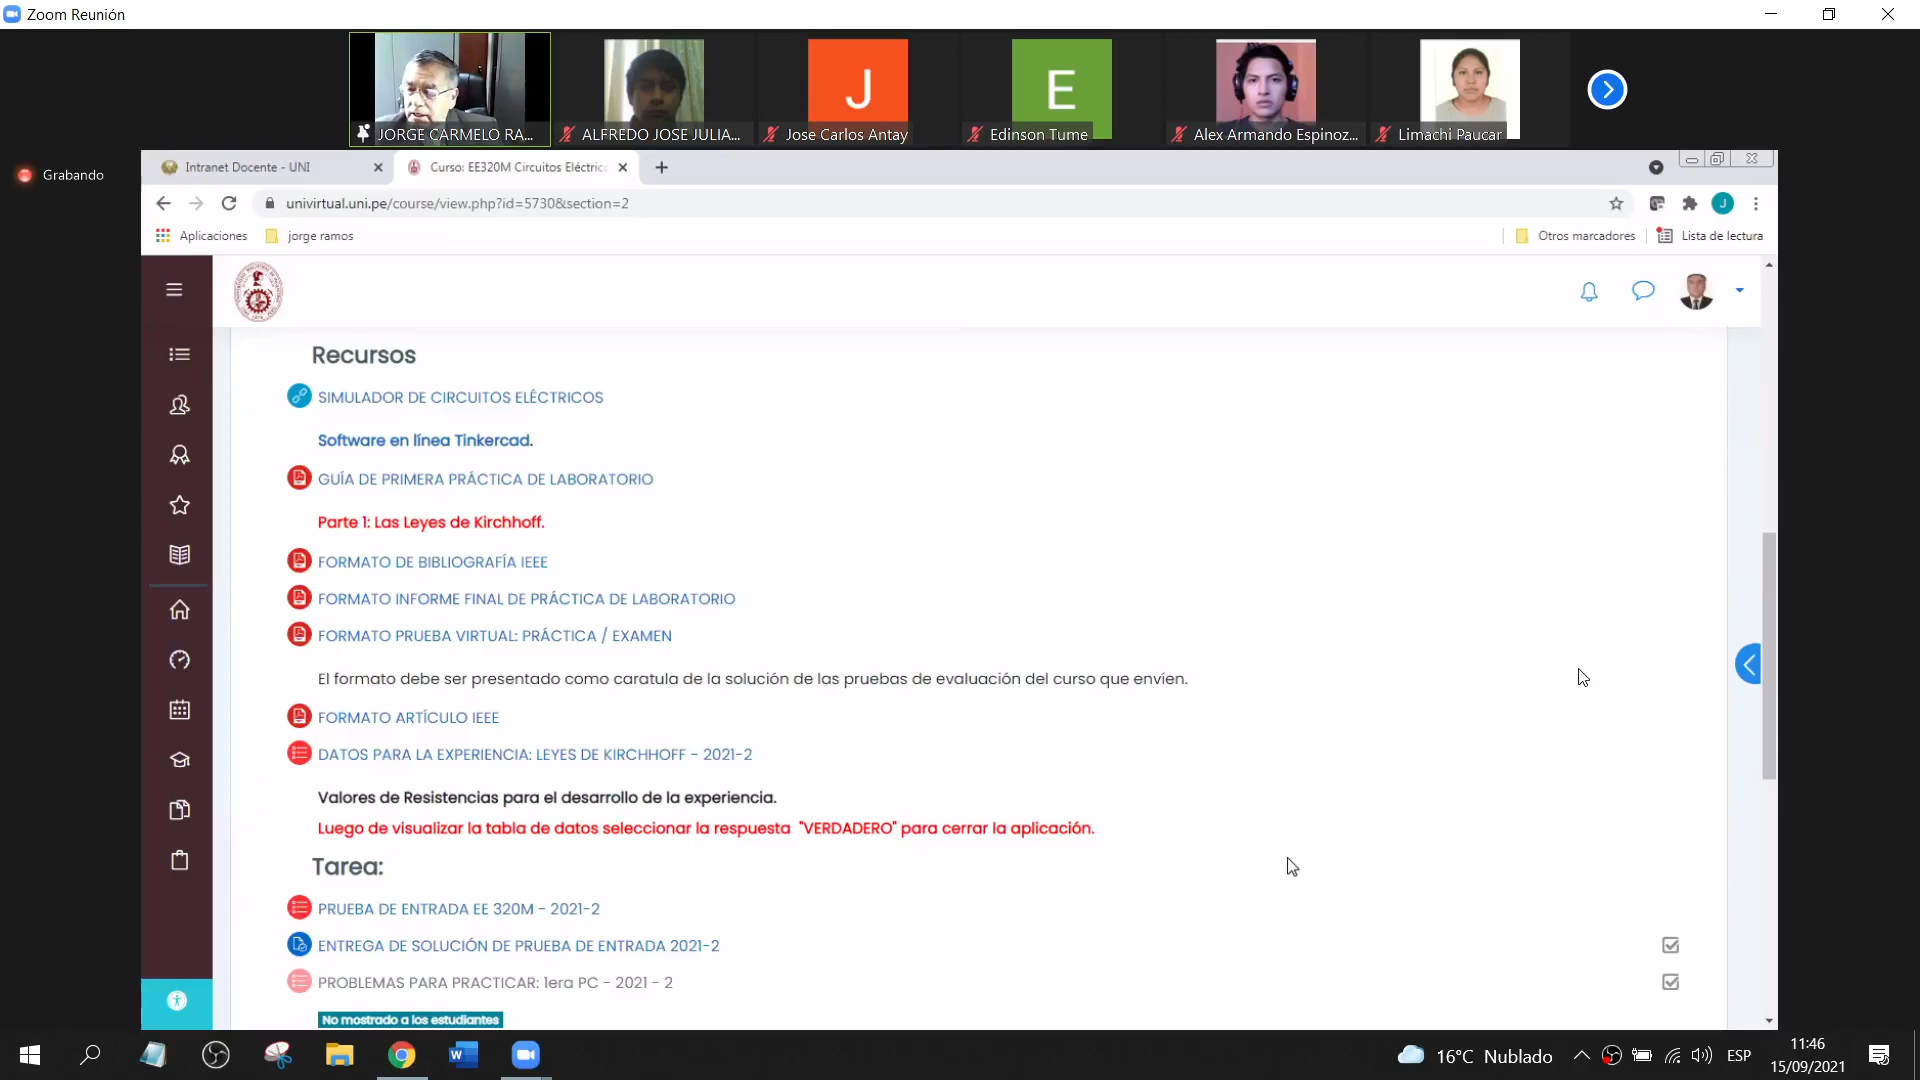 Zoom Reunión
J
E
JORGE CARMELO RA...
ALFREDO JOSE JULIA...
Jose Carlos Antay
Edinson Tume
Alex Armando Espinoz...
Limachi Paucar
Grabando
Intranet Docente - UNI
Curso: EE320M Circuitos Eléctric
univirtual.uni.pe/course/view.php?id=5730&section=2
J
Aplicaciones
jorge ramos
Otros marcadores
Lista de lectura
Recursos
SIMULADOR DE CIRCUITOS ELÉCTRICOS
Software en línea Tinkercad.
GUÍA DE PRIMERA PRÁCTICA DE LABORATORIO
Parte 1: Las Leyes de Kirchhoff.
FORMATO DE BIBLIOGRAFÍA IEEE
FORMATO INFORME FINAL DE PRÁCTICA DE LABORATORIO
FORMATO PRUEBA VIRTUAL: PRÁCTICA / EXAMEN
El formato debe ser presentado como caratula de la solución de las pruebas de evaluación del curso que envíen.
FORMATO ARTÍCULO IEEE
DATOS PARA LA EXPERIENCIA: LEYES DE KIRCHHOFF - 2021-2
Valores de Resistencias para el desarrollo de la experiencia.
Luego de visualizar la tabla de datos seleccionar la respuesta "VERDADERO" para cerrar la aplicación.
Tarea:
PRUEBA DE ENTRADA EE 320M - 2021-2
ENTREGA DE SOLUCIÓN DE PRUEBA DE ENTRADA 2021-2
PROBLEMAS PARA PRACTICAR: 1era PC - 2021 - 2
No mostrado a los estudiantes
16°C Nublado
ESP
11:46
15/09/2021